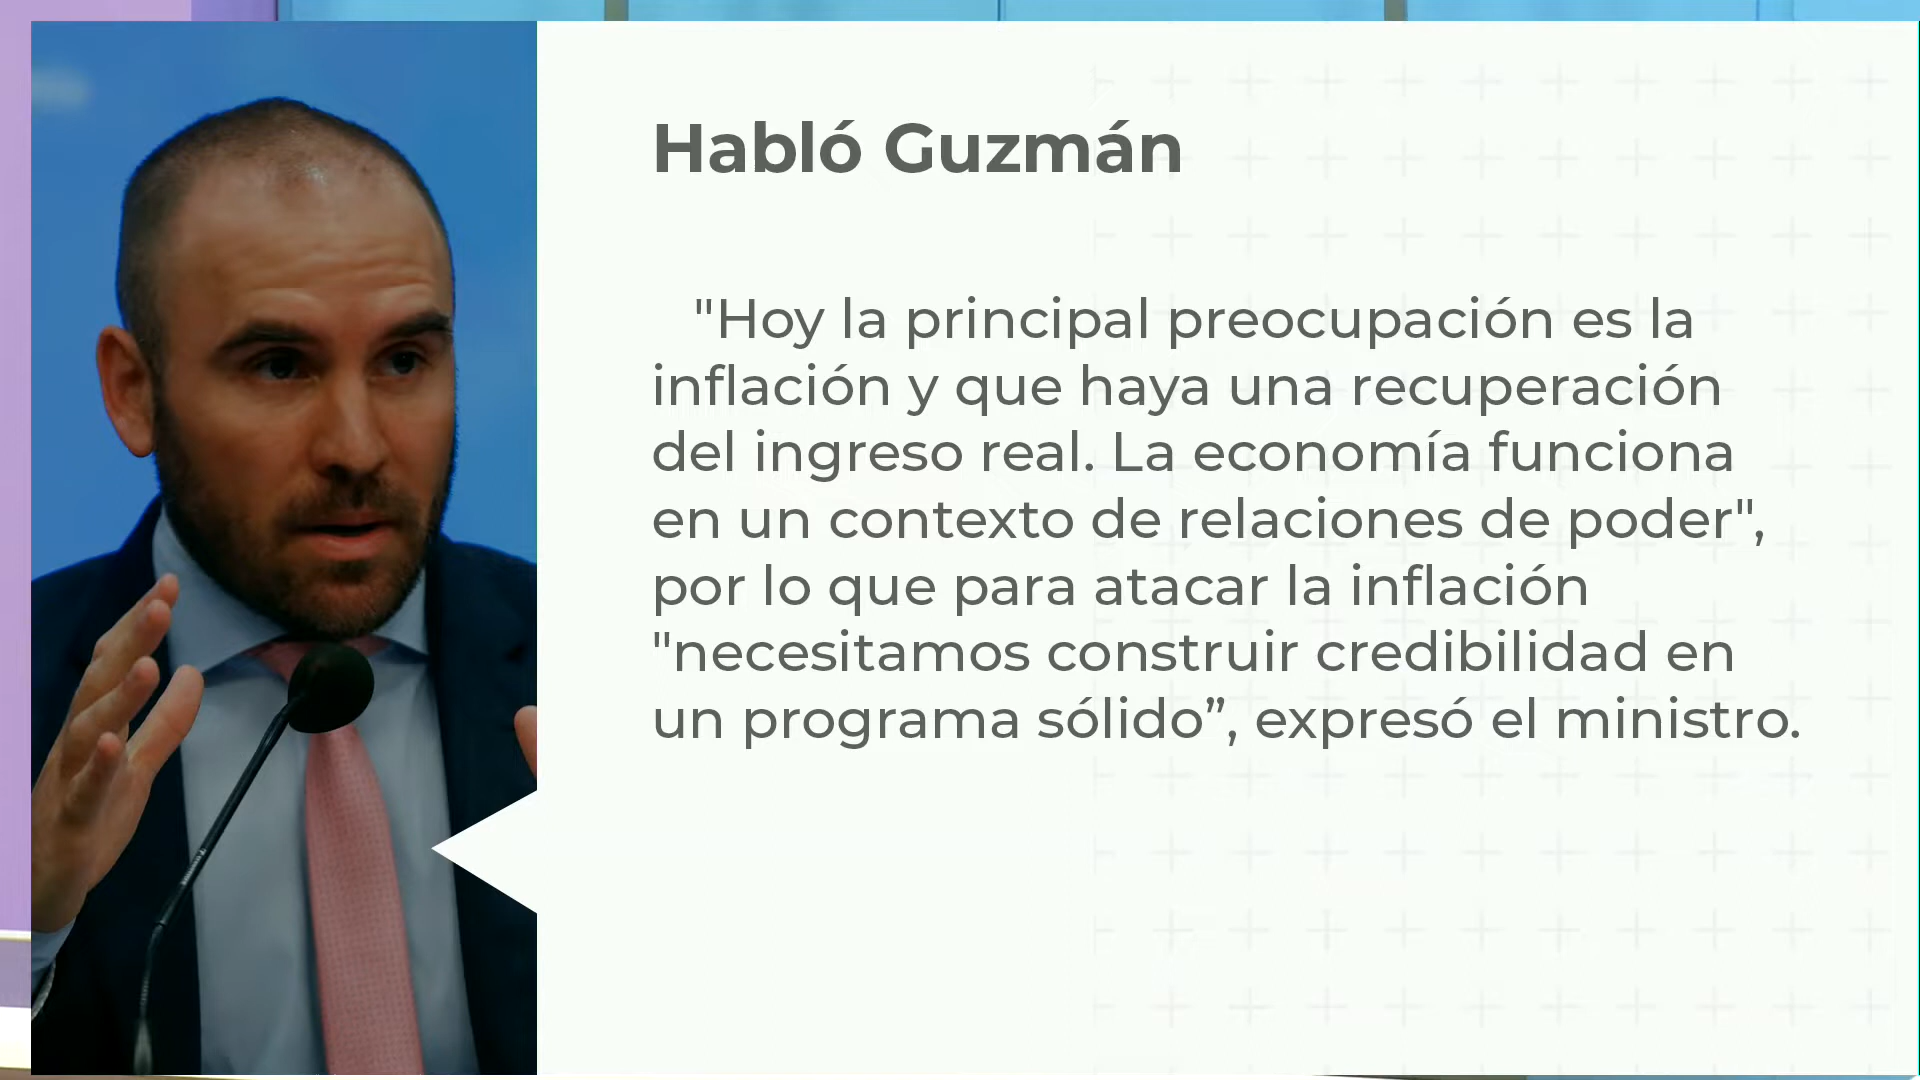 Habló Guzmán
"Hoy la principal preocupación es la
inflación y que haya una recuperación
del ingreso real. La economía funciona
en un contexto de relaciones de poder",
por lo que para atacar la inflación
"necesitamos construir credibilidad en
un programa sólido”, expresó el ministro.